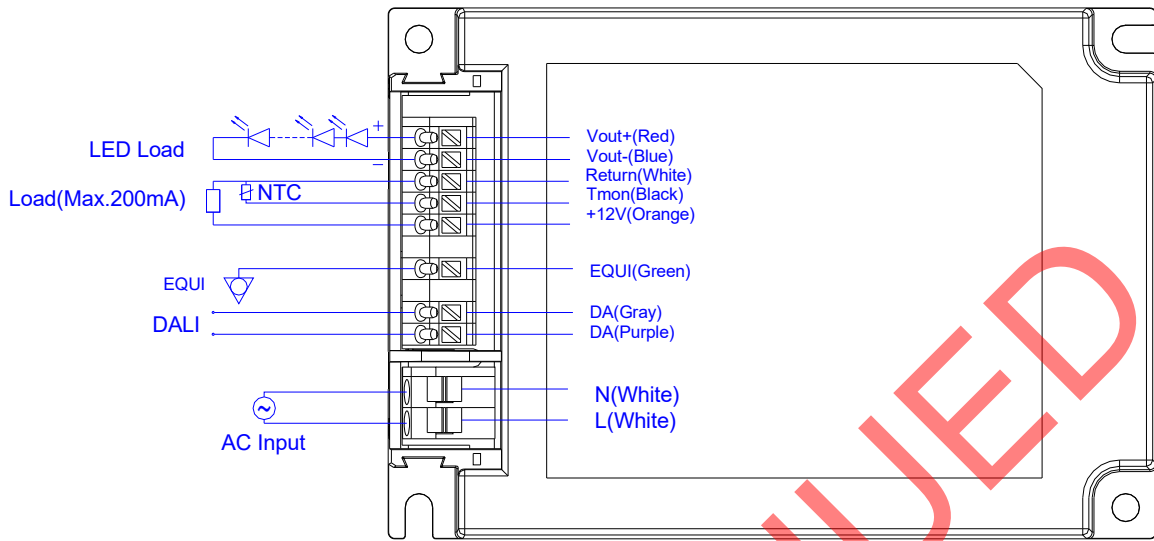 LED Load
+
−
Load(Max.200mA)
NTC
EQUI
DALI
AC Input
Vout+(Red)
Vout-(Blue)
Return(White)
Tmon(Black)
+12V(Orange)
EQUI(Green)
DA(Gray)
DA(Purple)
N(White)
L(White)
UED